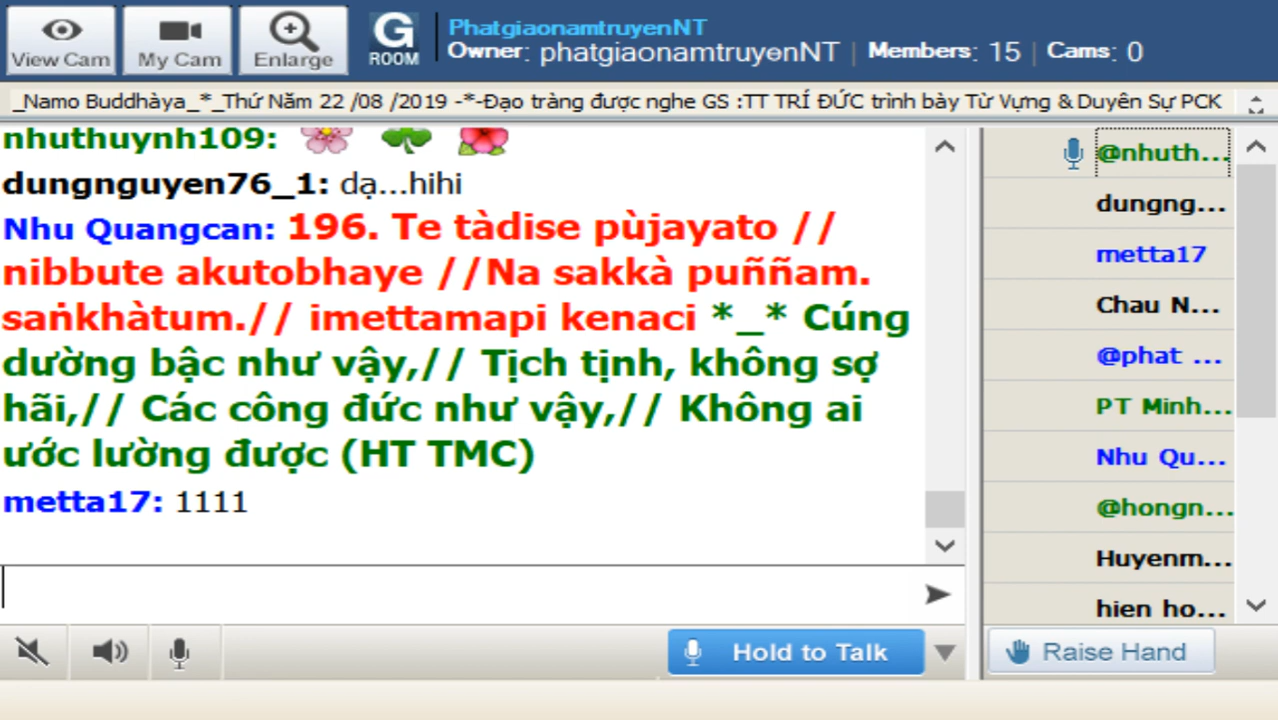 View Cam
My Cam
Enlarge
G
ROOM
PhatgiaonamtruyenNT
Owner: phatgiaonamtruyenNT | Members: 15 | Cams: 0
_Namo Buddhàya_*_Thứ Năm 22 /08 /2019 -*-Đạo tràng được nghe GS :TT TRÍ ĐỨC trình bày Từ Vựng & Duyên Sự PCK
nhuthuynh109:
dungnguyen76_1: dạ...hihi
Nhu Quangcan: 196. Te tàdise pùjayato //
nibbute akutobhaye //Na sakkà puññam.
saṅkhàtum.// imettamapi kenaci *_* Cúng
dường bậc như vậy,// Tịch tịnh, không sợ
hãi,// Các công đức như vậy,// Không ai
ước lường được (HT TMC)
metta17: 1111
@nhuth...
dungng...
metta17
Chau N...
@phat ...
PT Minh...
Nhu Qu...
@hongn...
Huyenm...
hien ho...
Hold to Talk
Raise Hand